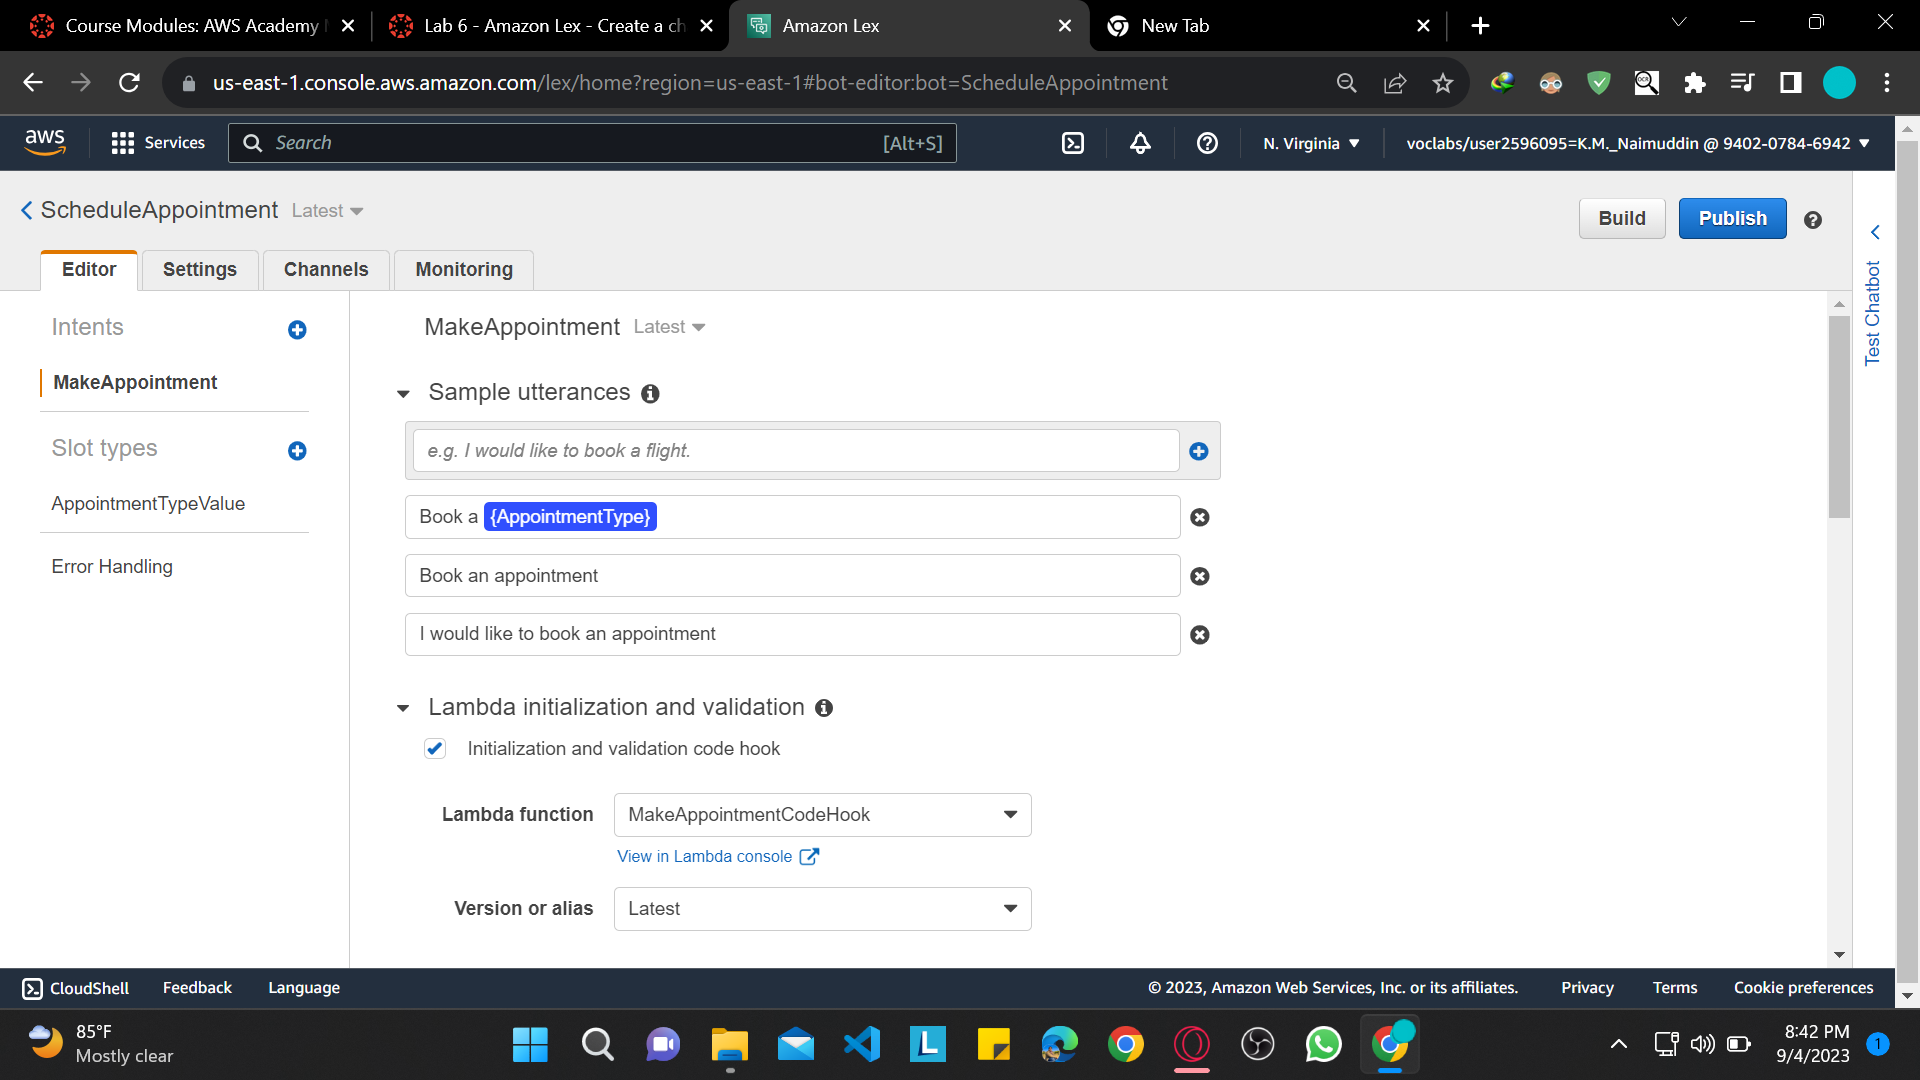 Course Modules: AWS Academy
Lab 6 - Amazon Lex - Create a ch
Amazon Lex
New Tab
us-east-1.console.aws.amazon.com/lex/home?region=us-east-1#bot-editor:bot=ScheduleAppointment
aws
Services
Search
[Alt+S]
N. Virginia
voclabs/user2596095=K.M._Naimuddin @ 9402-0784-6942
ScheduleAppointment Latest
Build
Publish
Editor
Settings
Channels
Monitoring
Test Chatbot
Intents
MakeAppointment
Slot types
AppointmentTypeValue
Error Handling
MakeAppointment Latest
Sample utterances
e.g. I would like to book a flight.
Book a {AppointmentType}
Book an appointment
I would like to book an appointment
Lambda initialization and validation
Initialization and validation code hook
Lambda function MakeAppointmentCodeHook
View in Lambda console
Version or alias Latest
CloudShell
Feedback
Language
© 2023, Amazon Web Services, Inc. or its affiliates.
Privacy
Terms
Cookie preferences
85°F
Mostly clear
L
8:42 PM
9/4/2023
1